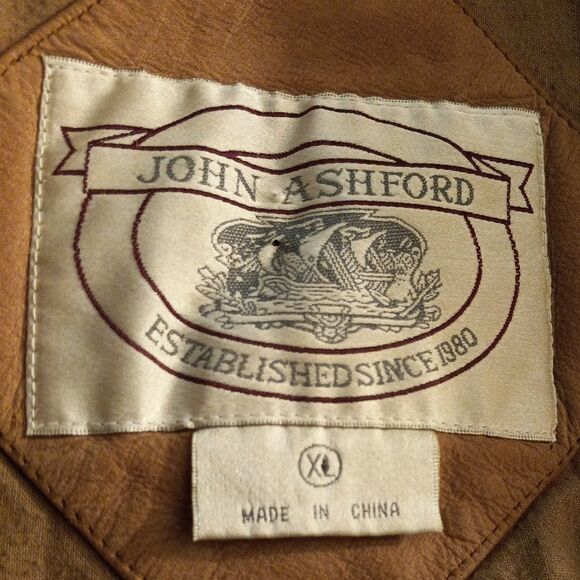 JOHN ASHFORD
ESTABLISHED SINCE 1980
XL
MADE IN CHINA